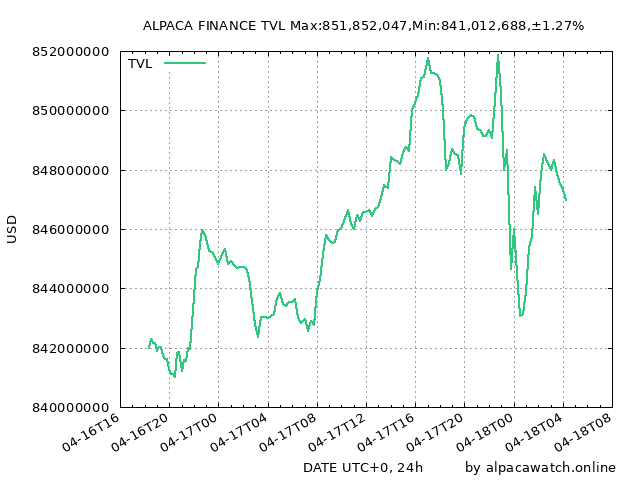 ALPACA FINANCE TVL Max:851,852,047,Min:841,012,688,±1.27%
852000000
TVL
850000000
848000000
846000000
USD
844000000
842000000
840000000
04-16T16
04-16T20
04-17T00
04-17T04
04-17T08
04-17T12
04-17T16
04-17T20
04-18T00
04-18T04
04-18T08
DATE UTC+0, 24h
by alpacawatch.online